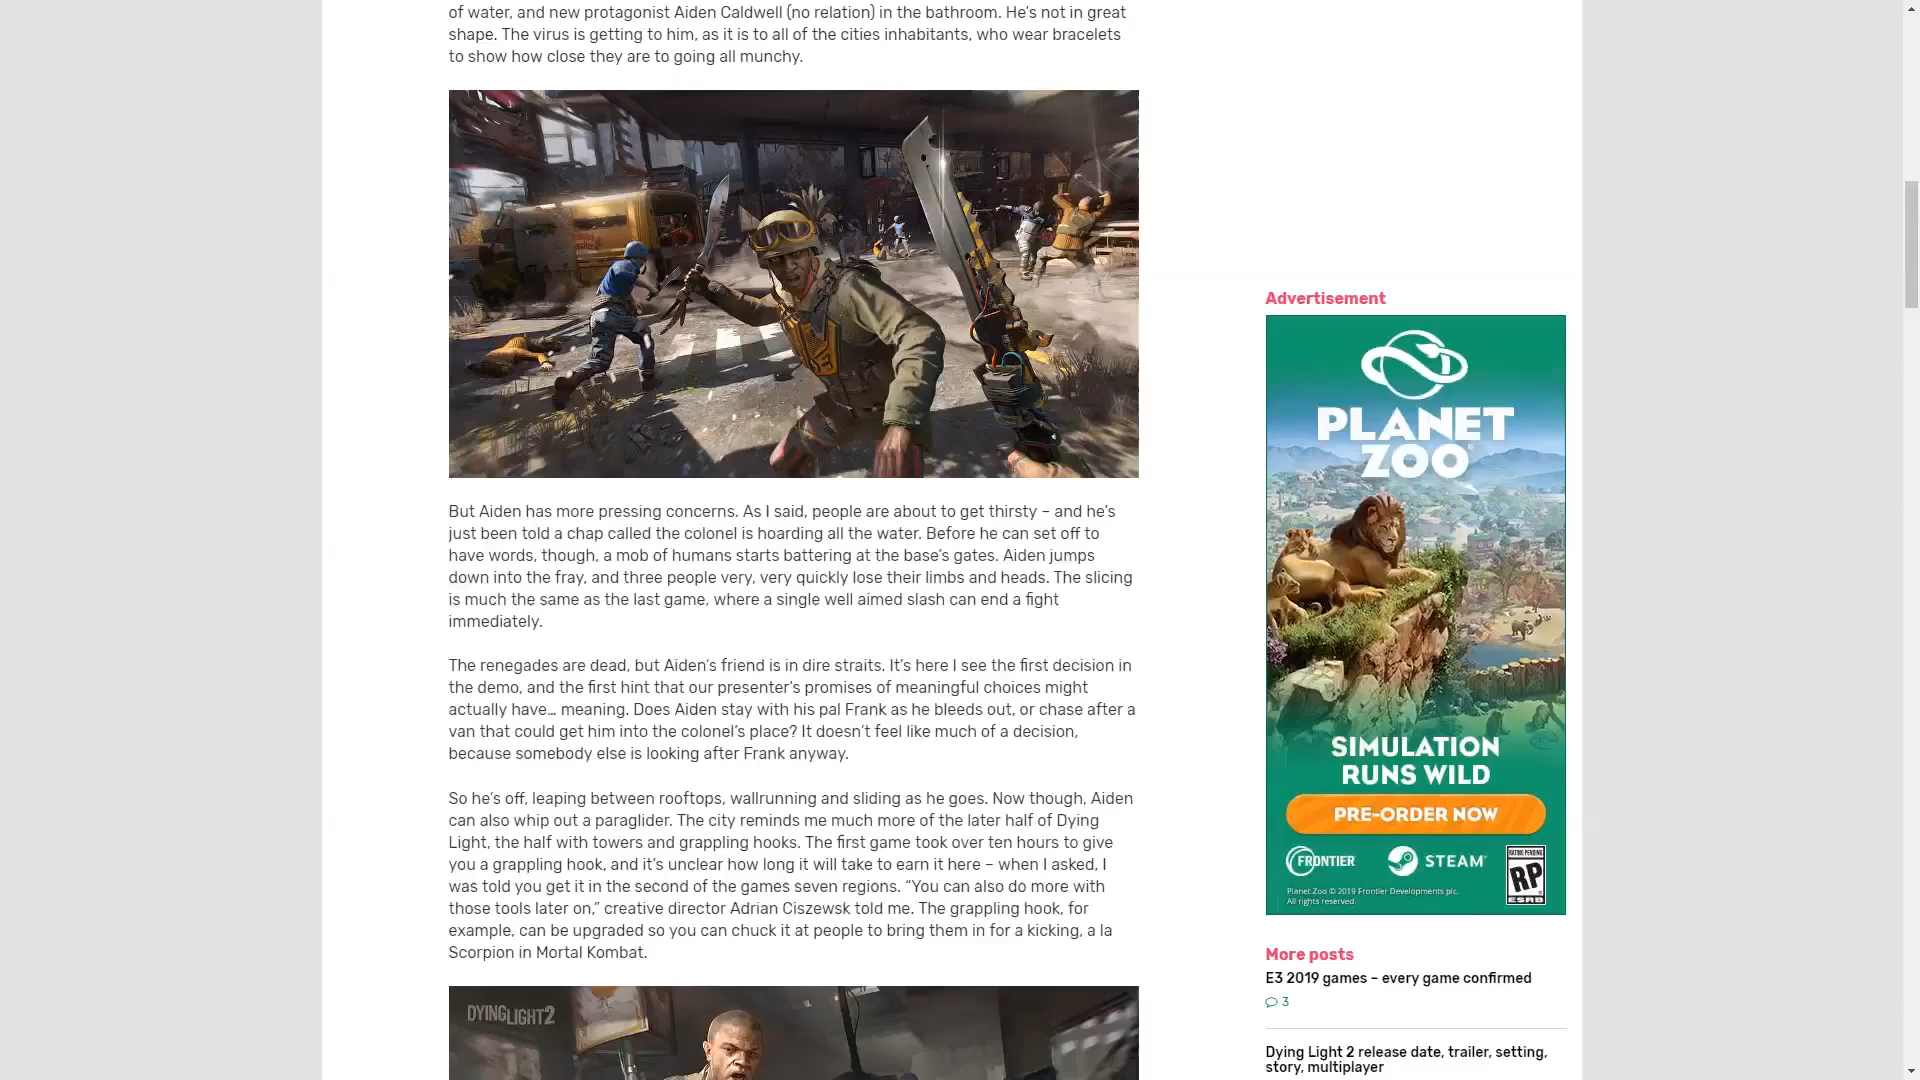 of water, and new protagonist Aiden Caldwell (no relation) in the bathroom. He's not in great
shape. The virus is getting to him, as it is to all of the cities inhabitants, who wear bracelets
to show how close they are to going all munchy.
But Aiden has more pressing concerns. As I said, people are about to get thirsty – and he's
just been told a chap called the colonel is hoarding all the water. Before he can set off to
have words, though, a mob of humans starts battering at the base's gates. Aiden jumps
down into the fray, and three people very, very quickly lose their limbs and heads. The slicing
is much the same as the last game, where a single well aimed slash can end a fight
immediately.
The renegades are dead, but Aiden's friend is in dire straits. It's here I see the first decision in
the demo, and the first hint that our presenter's promises of meaningful choices might
actually have… meaning. Does Aiden stay with his pal Frank as he bleeds out, or chase after a
van that could get him into the colonel's place? It doesn't feel like much of a decision,
because somebody else is looking after Frank anyway.
So he's off, leaping between rooftops, wallrunning and sliding as he goes. Now though, Aiden
can also whip out a paraglider. The city reminds me much more of the later half of Dying
Light, the half with towers and grappling hooks. The first game took over ten hours to give
you a grappling hook, and it's unclear how long it will take to earn it here – when I asked, I
was told you get it in the second of the games seven regions. “You can also do more with
those tools later on,” creative director Adrian Ciszewsk told me. The grappling hook, for
example, can be upgraded so you can chuck it at people to bring them in for a kicking, a la
Scorpion in Mortal Kombat.
DYING LIGHT 2
Advertisement
PLANET
ZOO
SIMULATION
RUNS WILD
PRE-ORDER NOW
FRONTIER STEAM RATING PENDING RP ESRB
Planet Zoo © 2019 Frontier Developments plc.
All rights reserved.
More posts
E3 2019 games – every game confirmed
3
Dying Light 2 release date, trailer, setting,
story, multiplayer